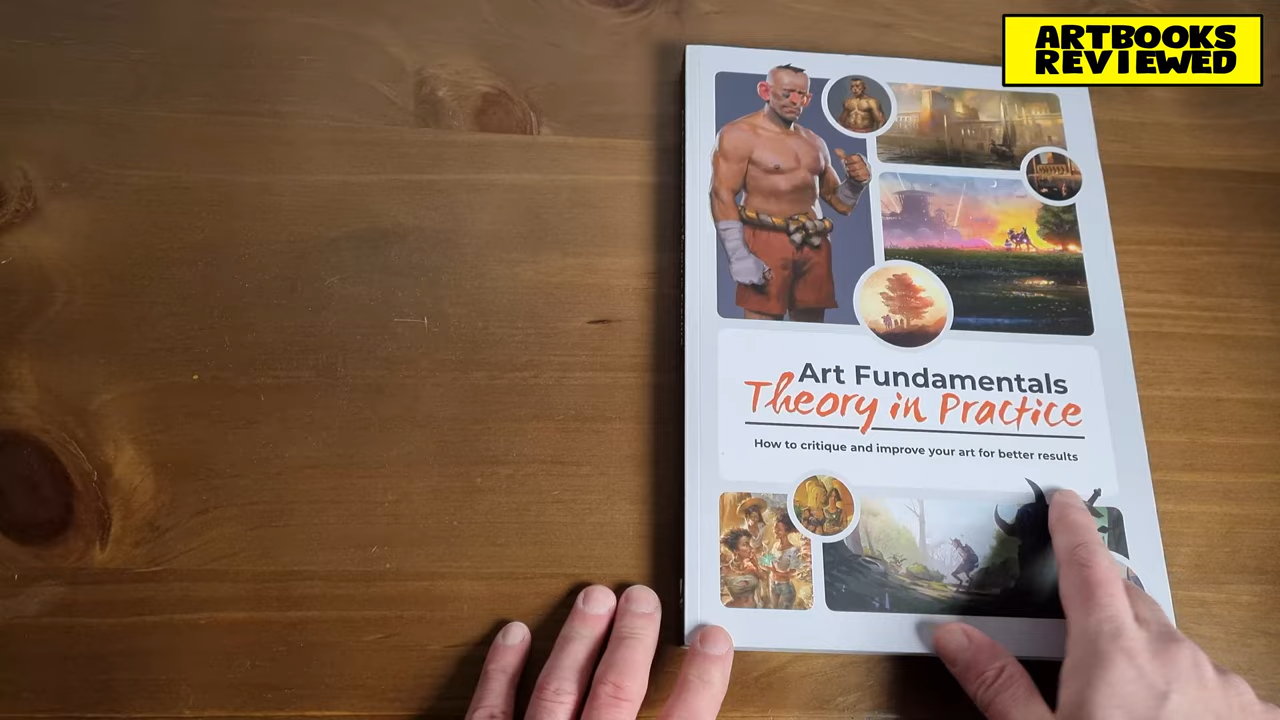 ARTBOOKS
REVIEWED
Art Fundamentals
Theory in Practice
How to critique and improve your art for better results